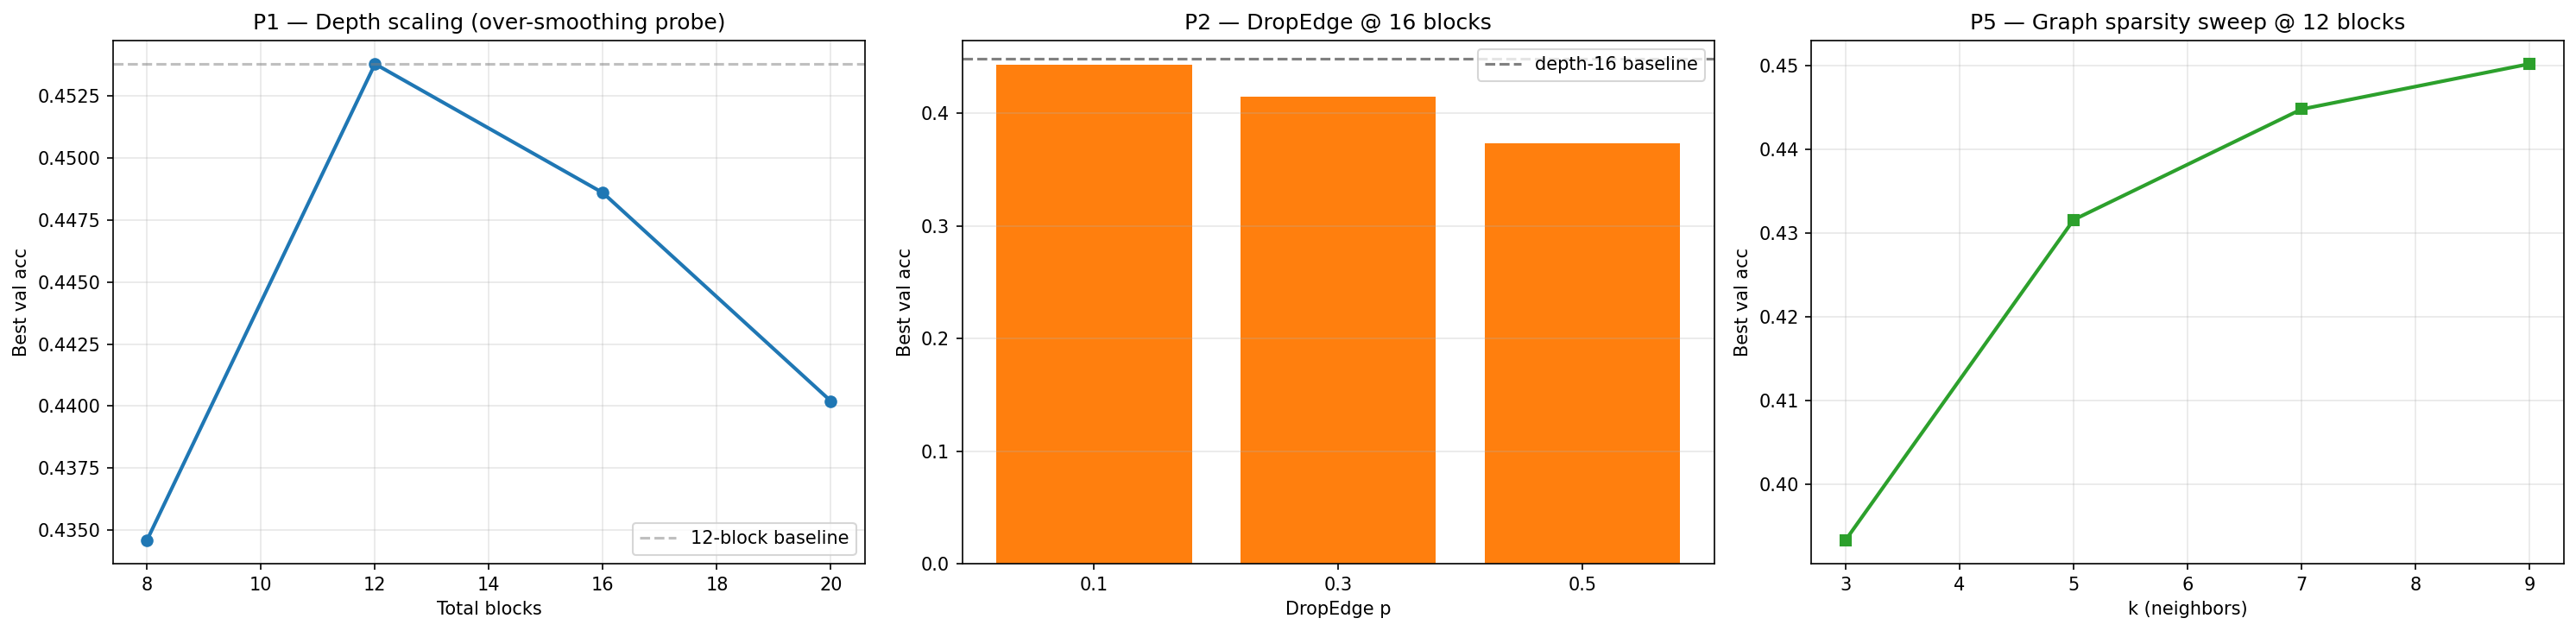 P1 — Depth scaling (over-smoothing probe)
Best val acc
0.4525
0.4500
0.4475
0.4450
0.4425
0.4400
0.4375
0.4350
12-block baseline
8 10 12 14 16 18 20
Total blocks
P2 — DropEdge @ 16 blocks
Best val acc
depth-16 baseline
0.4
0.3
0.2
0.1
0.0
0.1 0.3 0.5
DropEdge p
P5 — Graph sparsity sweep @ 12 blocks
Best val acc
0.45
0.44
0.43
0.42
0.41
0.40
3 4 5 6 7 8 9
k (neighbors)